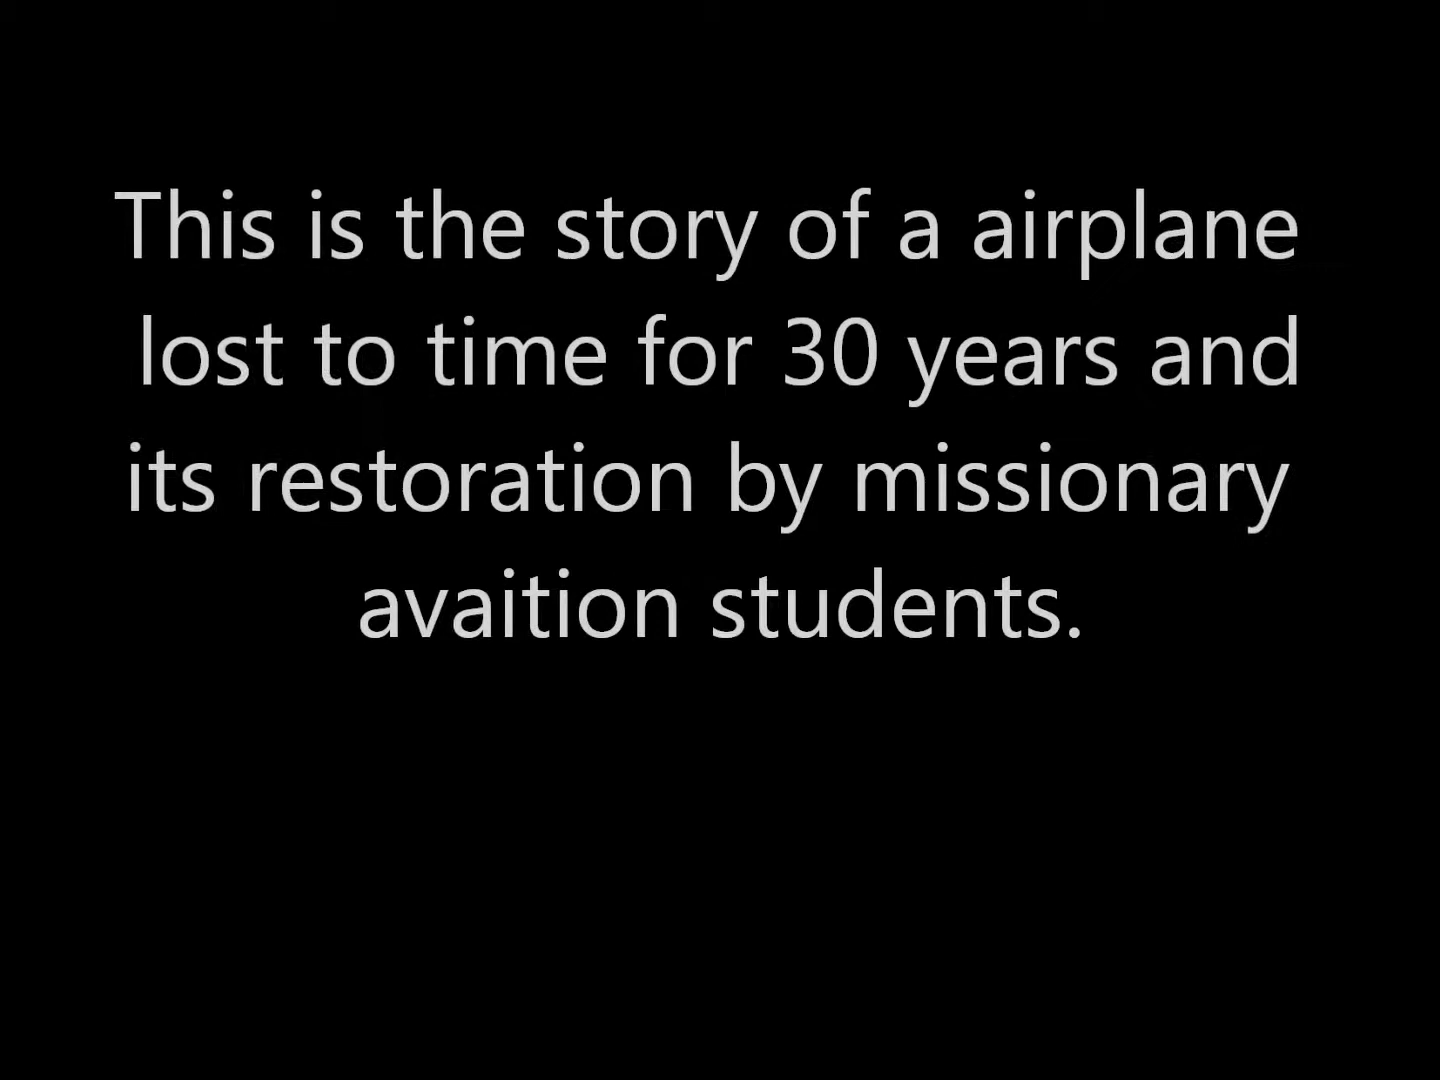 This is the story of a airplane
lost to time for 30 years and
its restoration by missionary
avaition students.